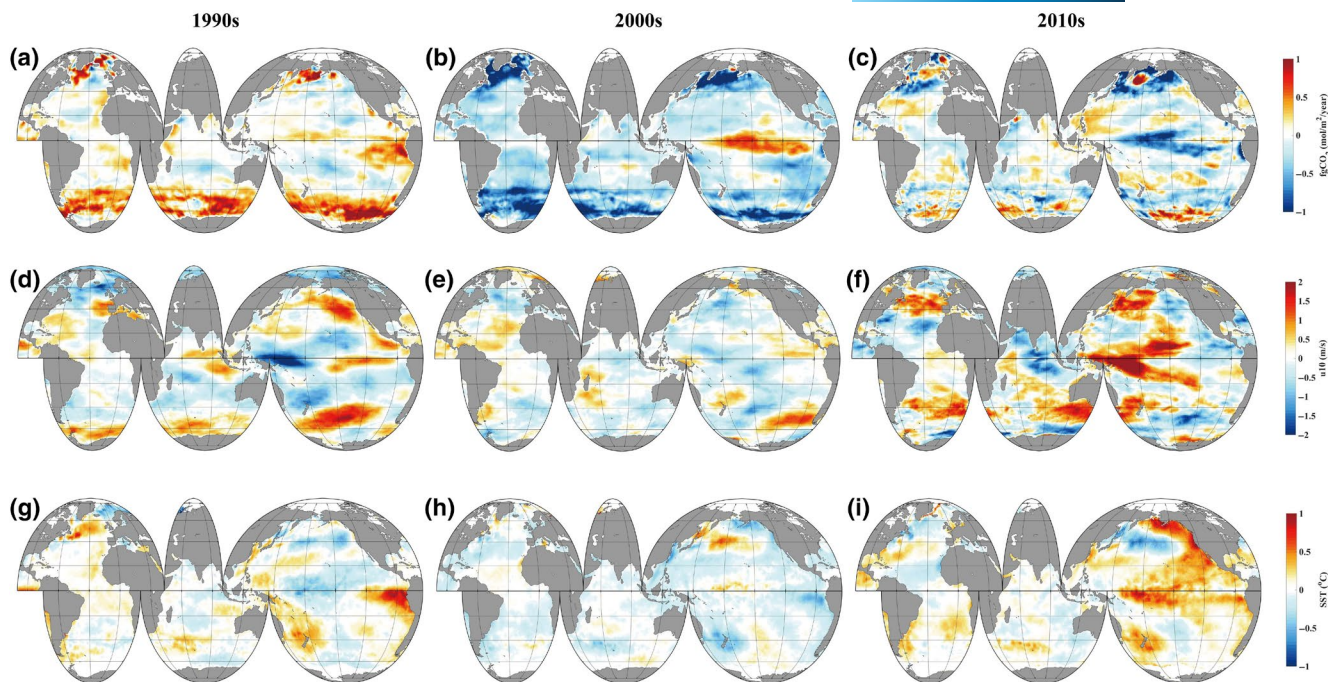 1990s 2000s 2010s
(a) (b) (c)
1
0.5
0
−0.5
−1
fgCO₂ (mol/m²/year)
(d) (e) (f)
2
1.5
1
0.5
0
−0.5
−1
−1.5
−2
u10 (m/s)
(g) (h) (i)
1
0.5
0
−0.5
−1
SST (°C)